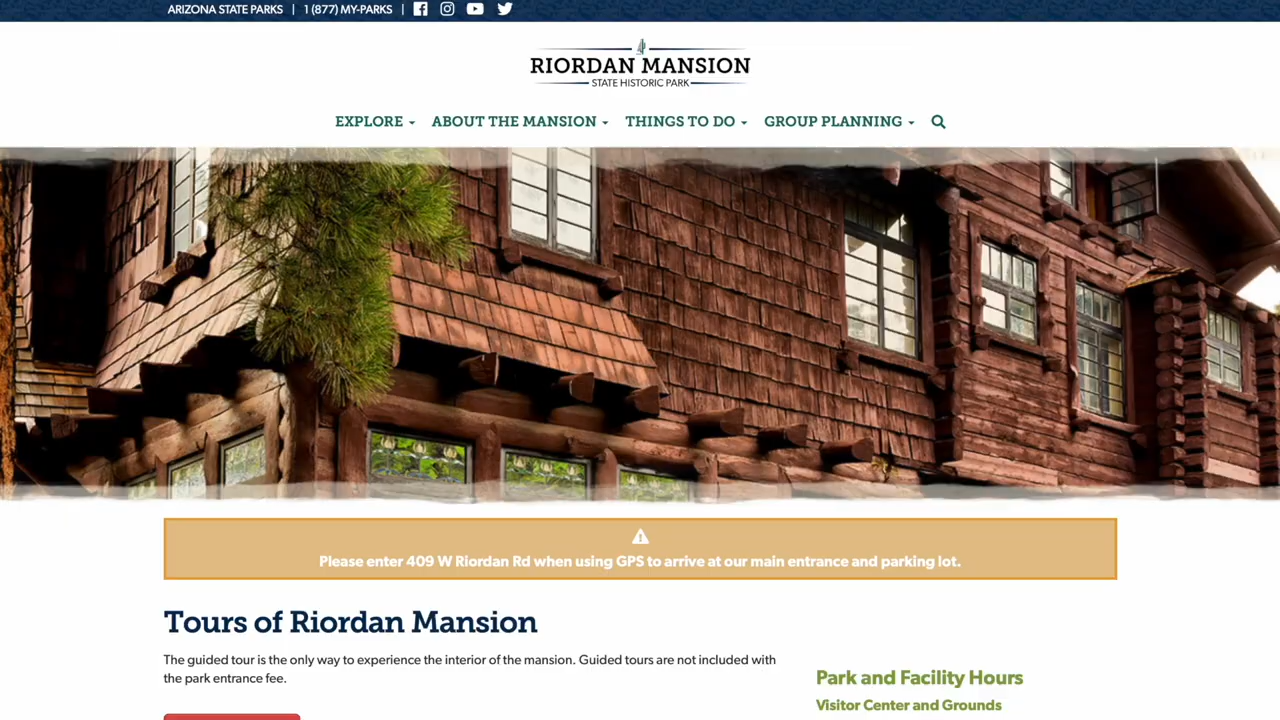 ARIZONA STATE PARKS | 1 (877) MY-PARKS |
RIORDAN MANSION
STATE HISTORIC PARK
EXPLORE ABOUT THE MANSION THINGS TO DO GROUP PLANNING
Please enter 409 W Riordan Rd when using GPS to arrive at our main entrance and parking lot.
Tours of Riordan Mansion
The guided tour is the only way to experience the interior of the mansion. Guided tours are not included with
the park entrance fee.
Park and Facility Hours
Visitor Center and Grounds